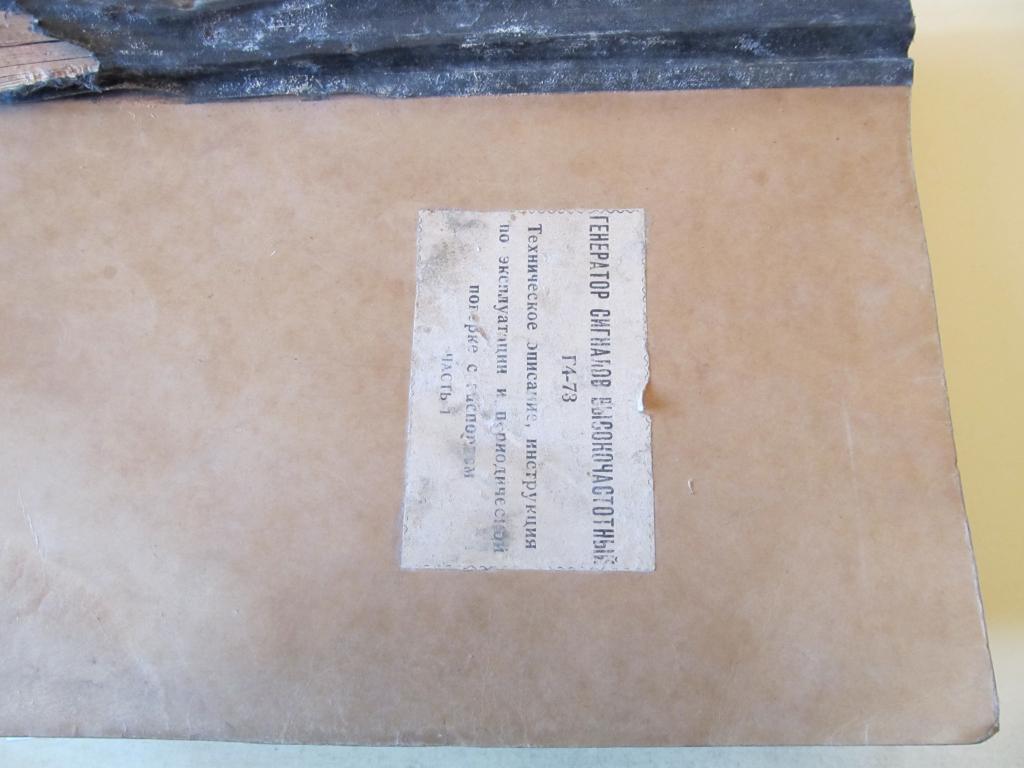 ГЕНЕРАТОР СИГНАЛОВ ВЫСОКОЧАСТОТНЫЙ
Г4-73
Техническое описание, инструкция
по эксплуатации и периодической
поверке с паспортом
ЧАСТЬ 1